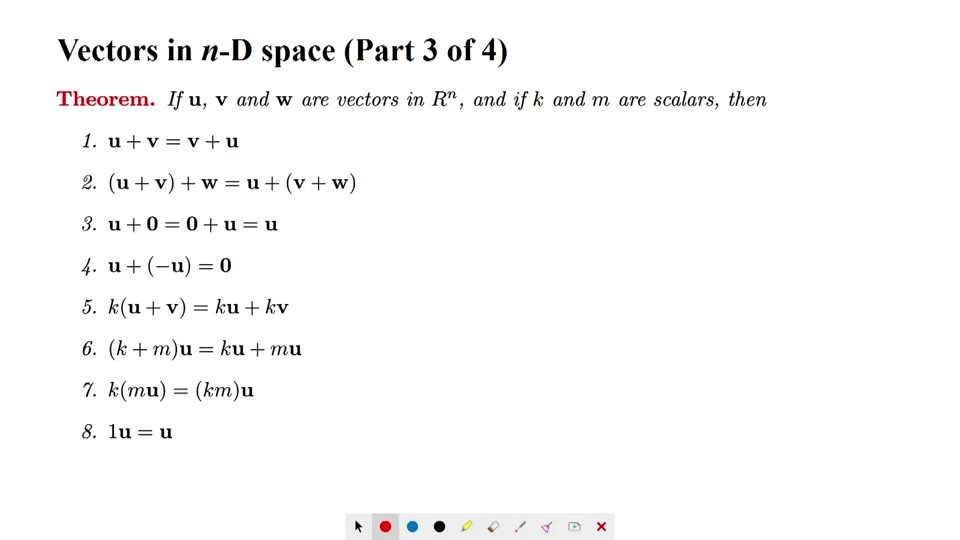 Vectors in n-D space (Part 3 of 4)
Theorem. If u, v and w are vectors in Rⁿ, and if k and m are scalars, then
1. u + v = v + u
2. (u + v) + w = u + (v + w)
3. u + 0 = 0 + u = u
4. u + (−u) = 0
5. k(u + v) = ku + kv
6. (k + m)u = ku + mu
7. k(mu) = (km)u
8. 1u = u